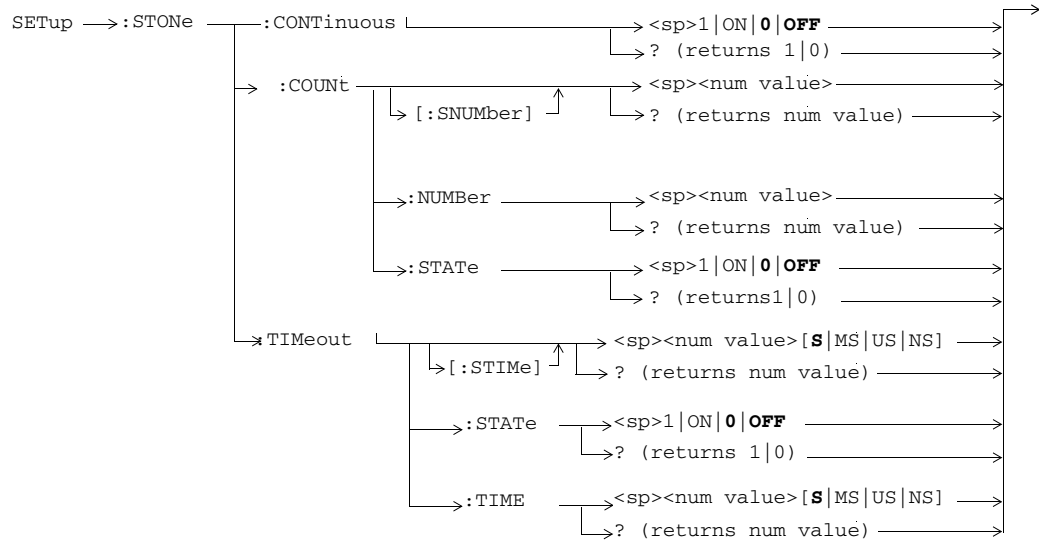 SETup :STONe :CONTinuous <sp>1|ON|0|OFF
? (returns 1|0)
:COUNt <sp><num value>
[:SNUMber] ? (returns num value)
:NUMBer <sp><num value>
? (returns num value)
:STATe <sp>1|ON|0|OFF
? (returns1|0)
:TIMeout <sp><num value>[S|MS|US|NS]
[:STIMe] ? (returns num value)
:STATe <sp>1|ON|0|OFF
? (returns 1|0)
:TIME <sp><num value>[S|MS|US|NS]
? (returns num value)